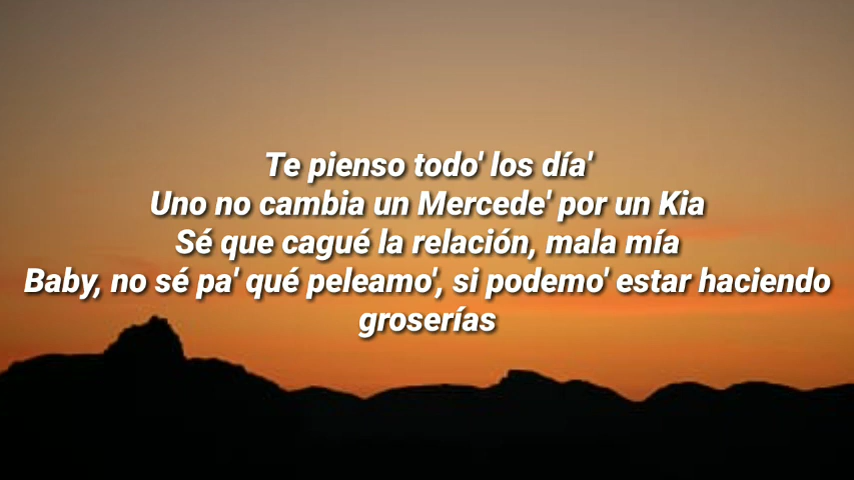 Te pienso todo' los día'
Uno no cambia un Mercede' por un Kia
Sé que cagué la relación, mala mía
Baby, no sé pa' qué peleamo', si podemo' estar haciendo
groserías